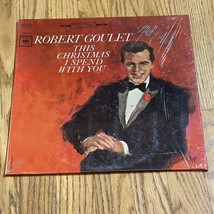 ROBERT GOULET
THIS
CHRISTMAS
I SPEND
WITH YOU